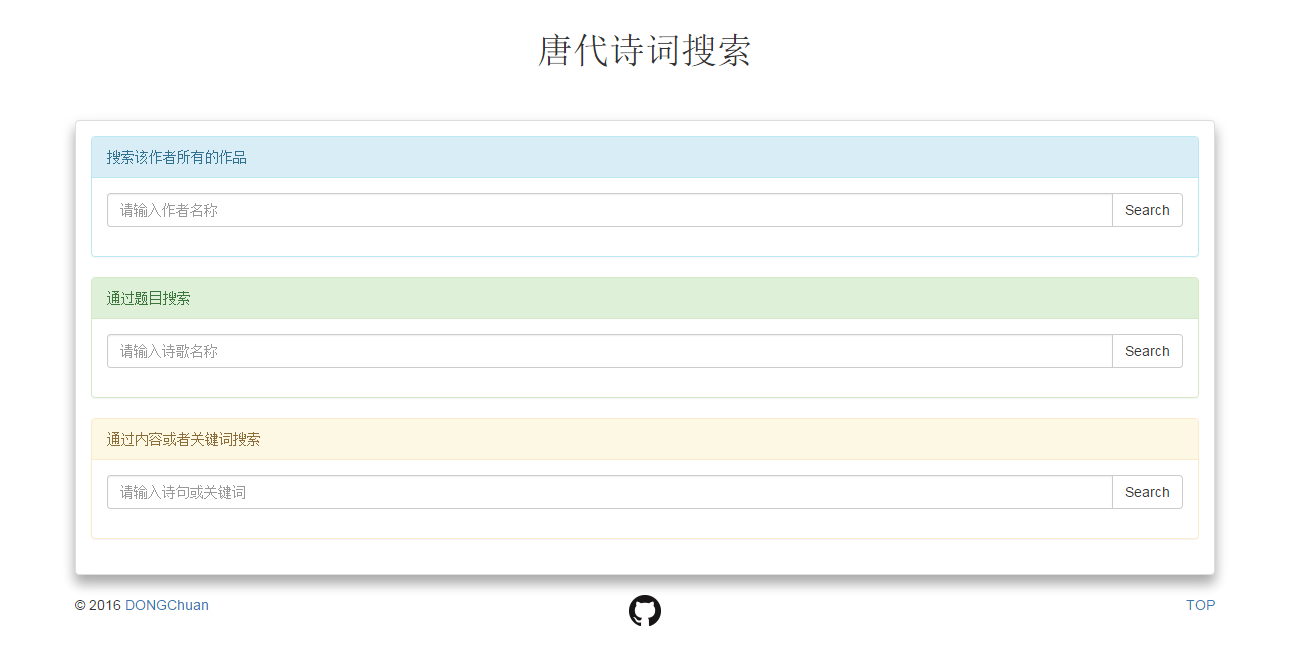 唐代诗词搜索
搜索该作者所有的作品
请输入作者名称 Search
通过题目搜索
请输入诗歌名称 Search
通过内容或者关键词搜索
请输入诗句或关键词 Search
© 2016 DONGChuan TOP